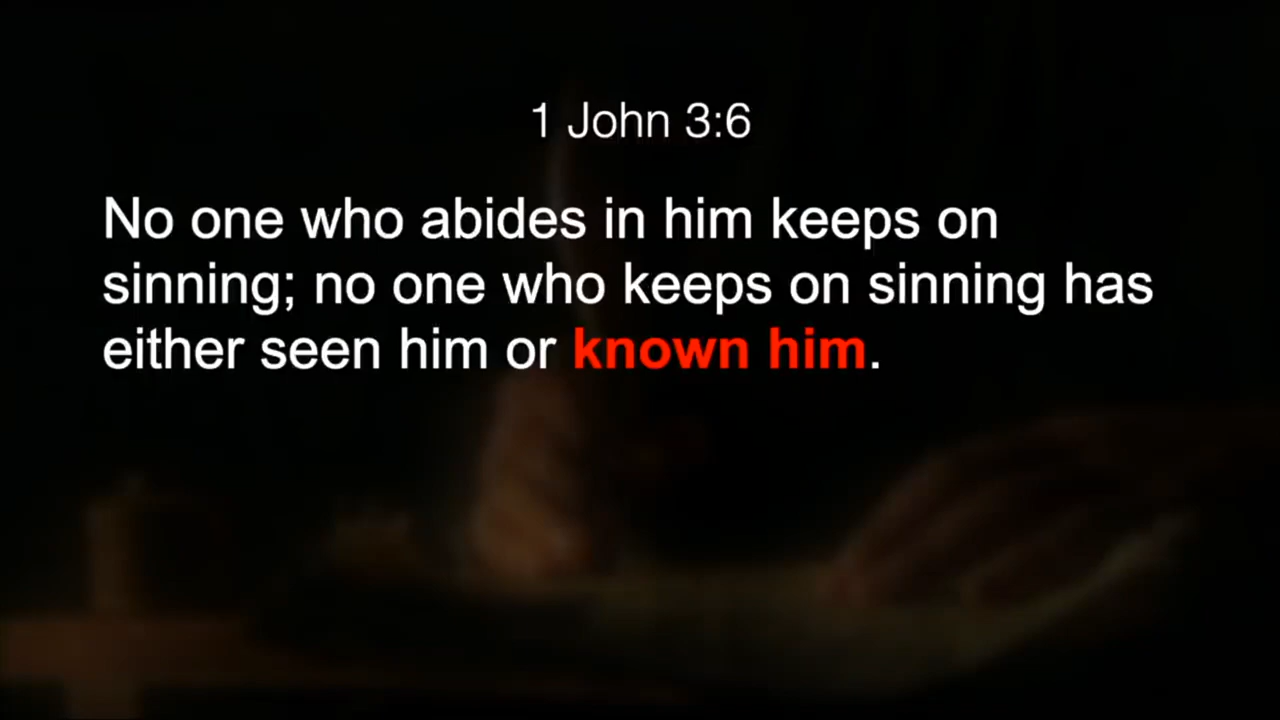 1 John 3:6
No one who abides in him keeps on
sinning; no one who keeps on sinning has
either seen him or known him.